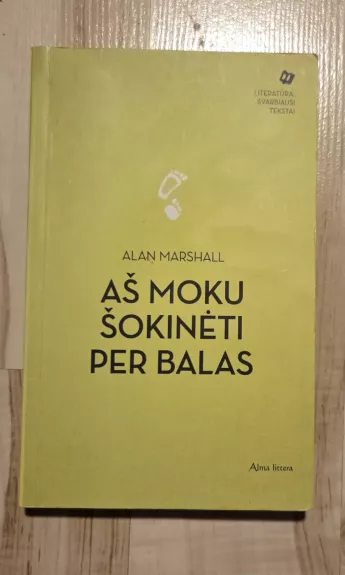 LITERATŪRA.
SVARBIAUSI
TEKSTAI
ALAN MARSHALL
AŠ MOKU
ŠOKINĖTI
PER BALAS
Alma littera